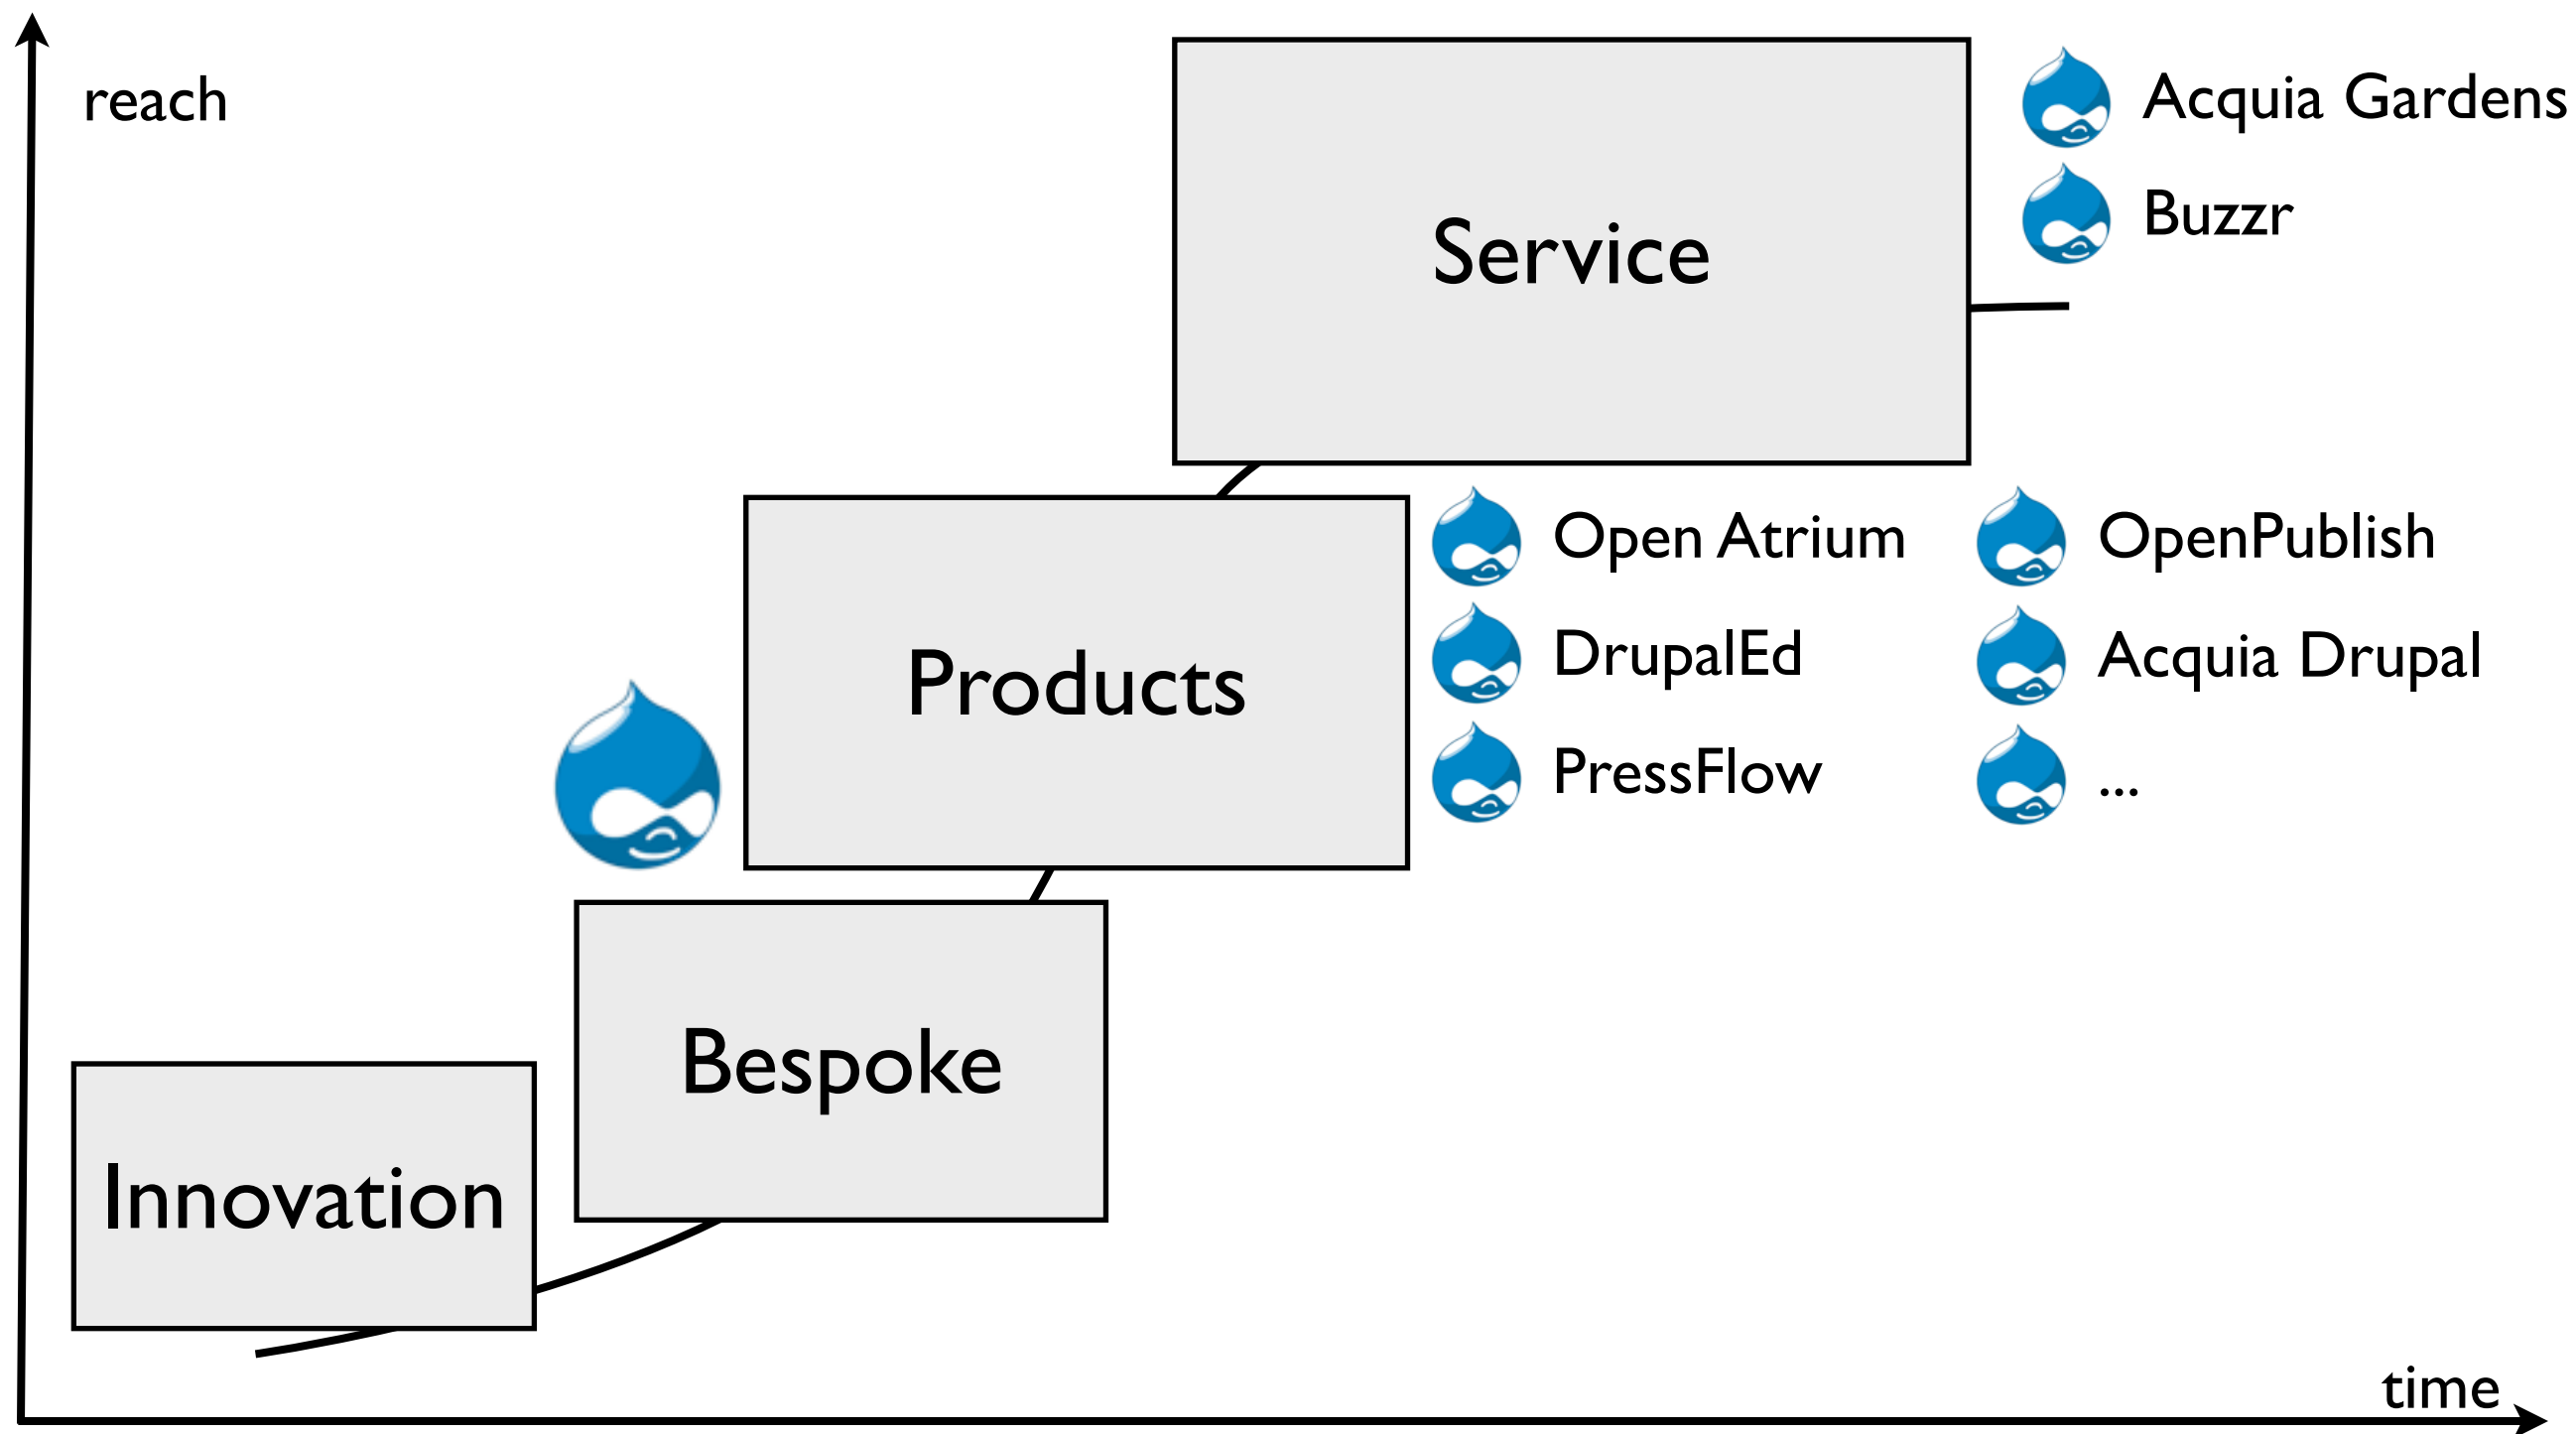 reach
Acquia Gardens
Service
Buzzr
Open Atrium
OpenPublish
Products
DrupalEd
Acquia Drupal
PressFlow
...
Bespoke
Innovation
time